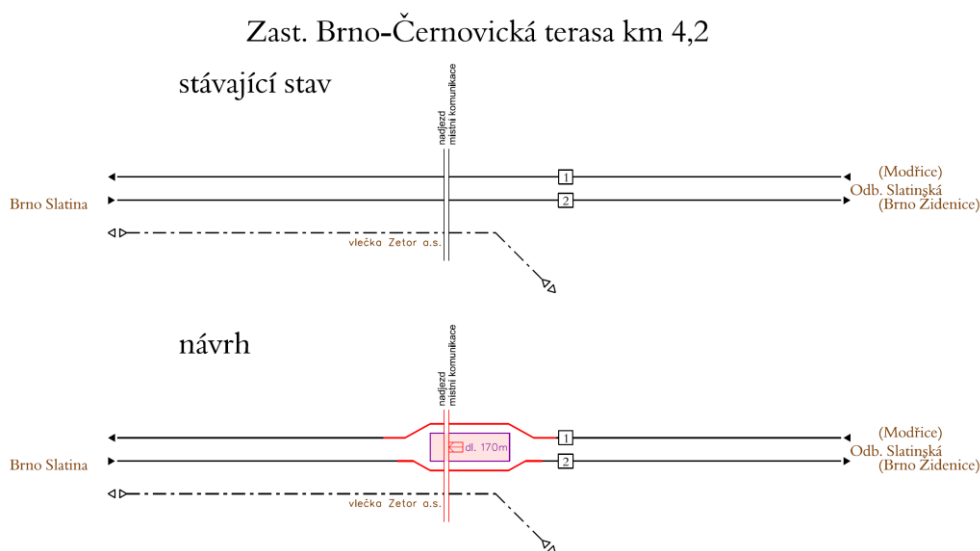 Zast. Brno-Černovická terasa km 4,2
stávající stav
nadjezd
místní komunikace
1
(Modřice)
Odb. Slatinská
Brno Slatina
2
(Brno Židenice)
vlečka Zetor a.s.
návrh
nadjezd
místní komunikace
1
(Modřice)
dl. 170m
Odb. Slatinská
Brno Slatina
2
(Brno Židenice)
vlečka Zetor a.s.